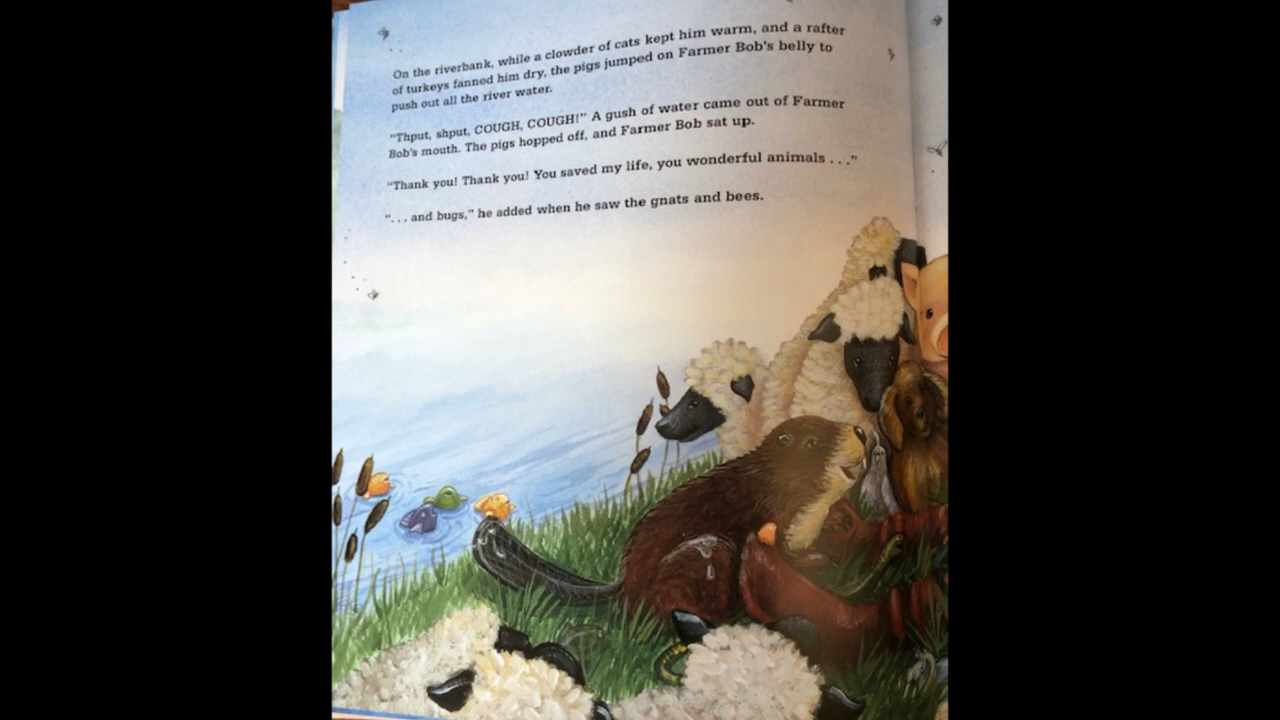 On the riverbank, while a clowder of cats kept him warm, and a rafter
of turkeys fanned him dry, the pigs jumped on Farmer Bob's belly to
push out all the river water.
"Thput, shput, COUGH, COUGH!" A gush of water came out of Farmer
Bob's mouth. The pigs hopped off, and Farmer Bob sat up.
"Thank you! Thank you! You saved my life, you wonderful animals . . ."
". . . and bugs," he added when he saw the gnats and bees.